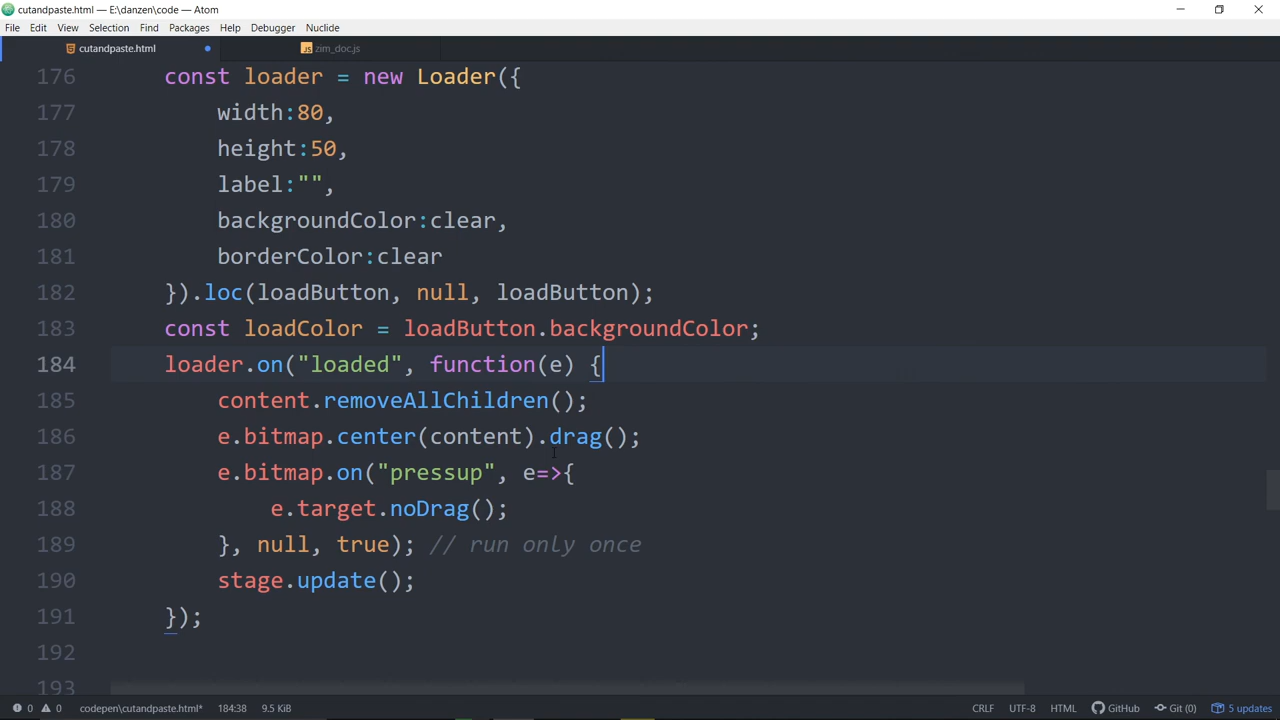 cutandpaste.html — E:\danzen\code — Atom
File Edit View Selection Find Packages Help Debugger Nuclide
cutandpaste.html zim_doc.js
176 const loader = new Loader({
177 width:80,
178 height:50,
179 label:"",
180 backgroundColor:clear,
181 borderColor:clear
182 }).loc(loadButton, null, loadButton);
183 const loadColor = loadButton.backgroundColor;
184 loader.on("loaded", function(e) {
185 content.removeAllChildren();
186 e.bitmap.center(content).drag();
187 e.bitmap.on("pressup", e=>{
188 e.target.noDrag();
189 }, null, true); // run only once
190 stage.update();
191 });
192
193
0 0 codepen\cutandpaste.html* 184:38 9.5 KiB CRLF UTF-8 HTML GitHub Git (0) 5 updates